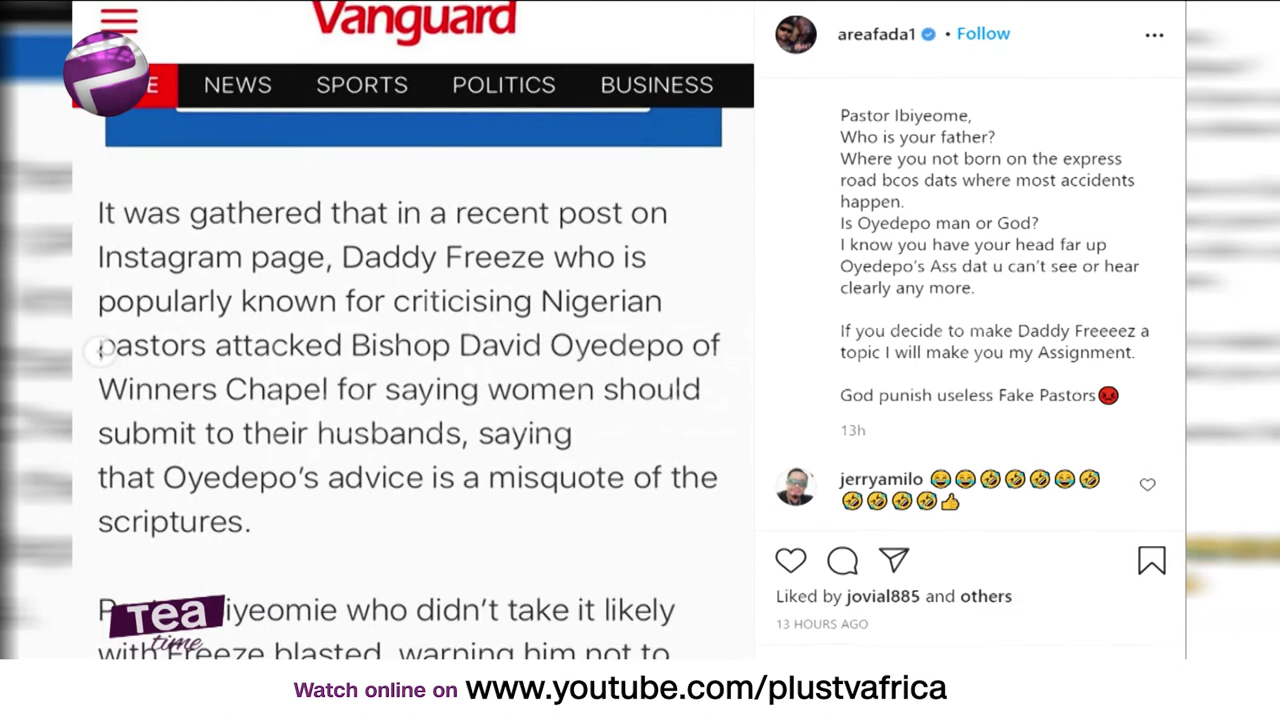 Vanguard
E NEWS SPORTS POLITICS BUSINESS
It was gathered that in a recent post on
Instagram page, Daddy Freeze who is
popularly known for criticising Nigerian
pastors attacked Bishop David Oyedepo of
Winners Chapel for saying women should
submit to their husbands, saying
that Oyedepo’s advice is a misquote of the
scriptures.
P iyeomie who didn’t take it likely
with Freeze blasted, warning him not to
Tea
time
areafada1 • Follow
Pastor Ibiyeome,
Who is your father?
Where you not born on the express
road bcos dats where most accidents
happen.
Is Oyedepo man or God?
I know you have your head far up
Oyedepo’s Ass dat u can’t see or hear
clearly any more.
If you decide to make Daddy Freeeez a
topic I will make you my Assignment.
God punish useless Fake Pastors😡
13h
jerryamilo 😂😂🤣🤣🤣😂🤣
🤣🤣🤣🤣👍
Liked by jovial885 and others
13 HOURS AGO
Watch online on www.youtube.com/plustvafrica